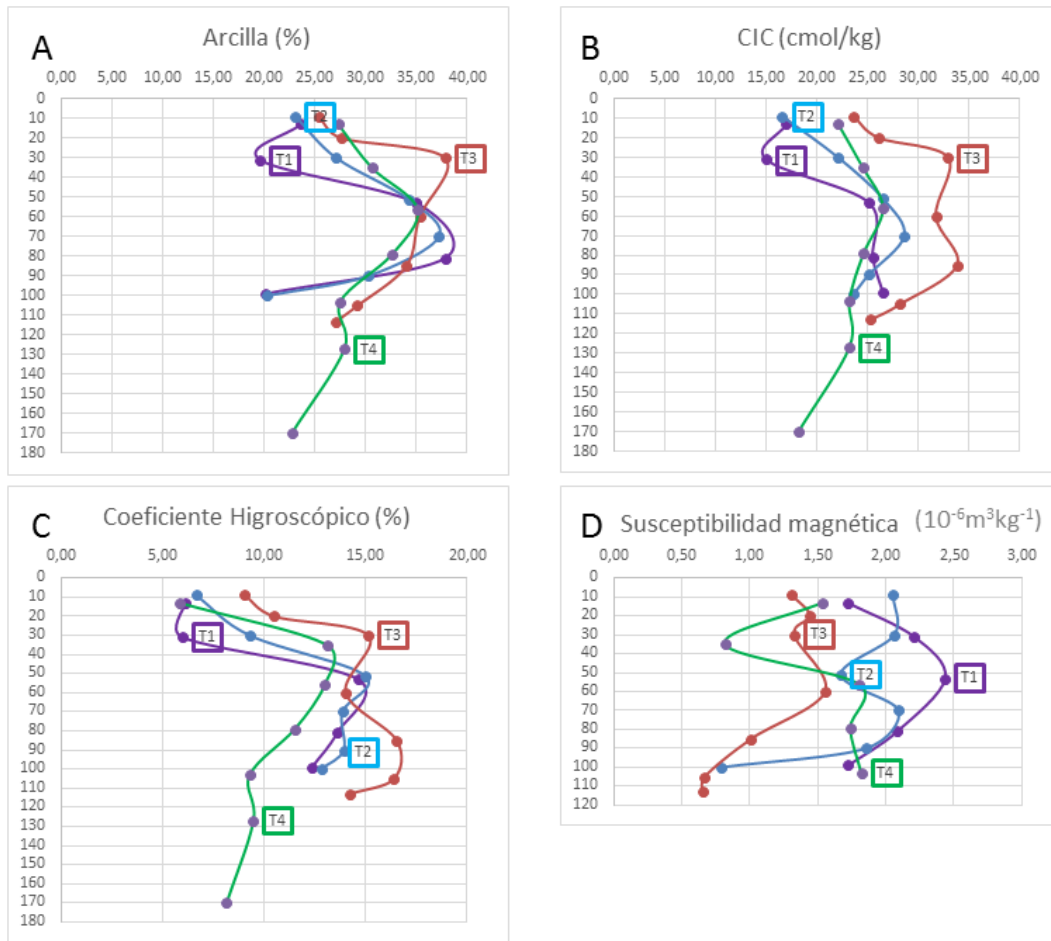 A
Arcilla (%)
0,00 5,00 10,00 15,00 20,00 25,00 30,00 35,00 40,00
0
10
20
30
40
50
60
70
80
90
100
110
120
130
140
150
160
170
180
T2
T1
T3
T4
B
CIC (cmol/kg)
0,00 5,00 10,00 15,00 20,00 25,00 30,00 35,00 40,00
0
10
20
30
40
50
60
70
80
90
100
110
120
130
140
150
160
170
180
T2
T1
T3
T4
C
Coeficiente Higroscópico (%)
0,00 5,00 10,00 15,00 20,00
0
10
20
30
40
50
60
70
80
90
100
110
120
130
140
150
160
170
180
T1
T3
T2
T4
D
Susceptibilidad magnética (10⁻⁶m³kg⁻¹)
0,00 0,50 1,00 1,50 2,00 2,50 3,00
0
10
20
30
40
50
60
70
80
90
100
110
120
T3
T2
T1
T4